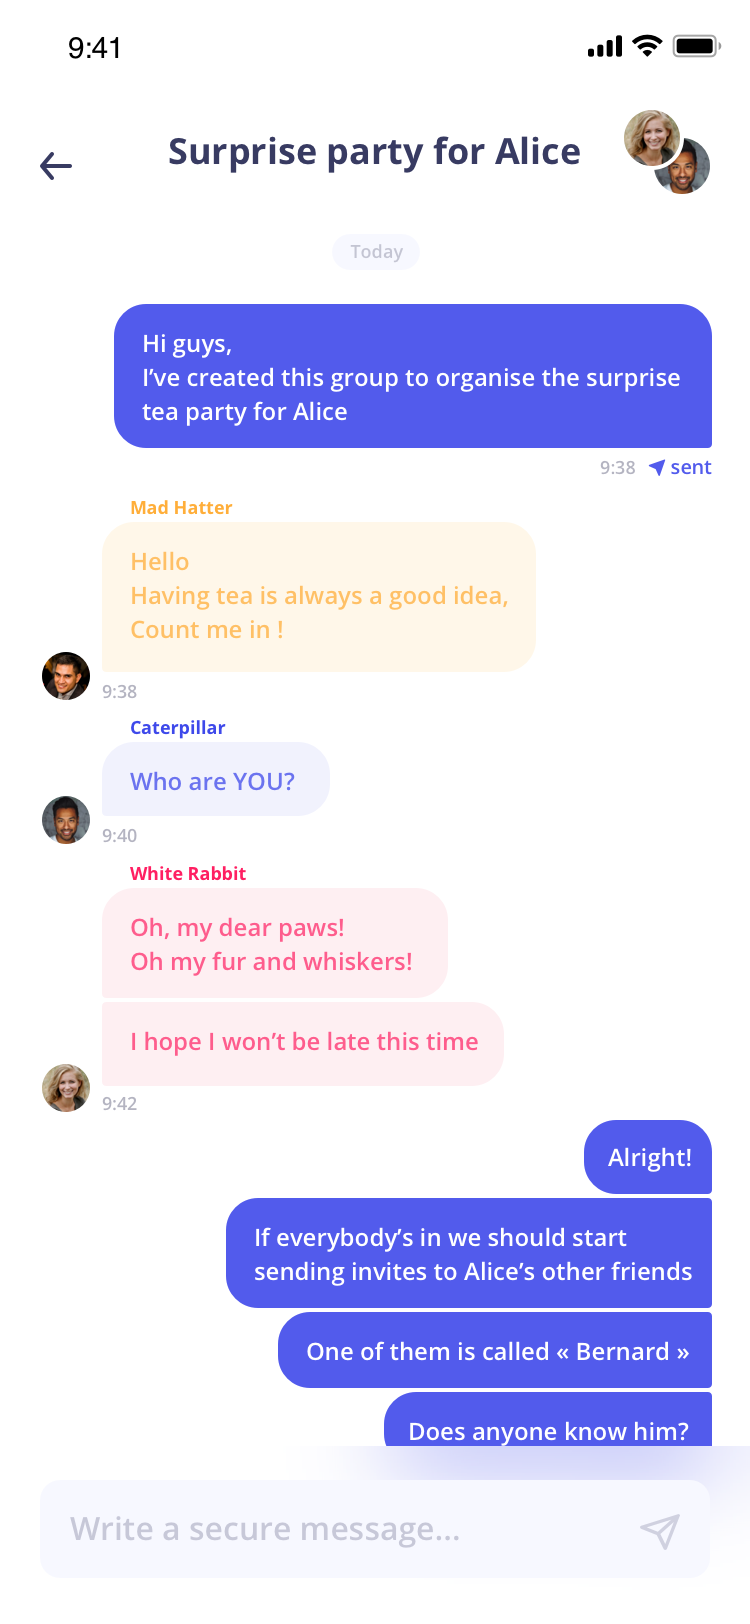 9:41
Surprise party for Alice
Today
Hi guys,
I’ve created this group to organise the surprise
tea party for Alice
9:38 sent
Mad Hatter
Hello
Having tea is always a good idea,
Count me in !
9:38
Caterpillar
Who are YOU?
9:40
White Rabbit
Oh, my dear paws!
Oh my fur and whiskers!
I hope I won’t be late this time
9:42
Alright!
If everybody’s in we should start
sending invites to Alice’s other friends
One of them is called « Bernard »
Does anyone know him?
Write a secure message...